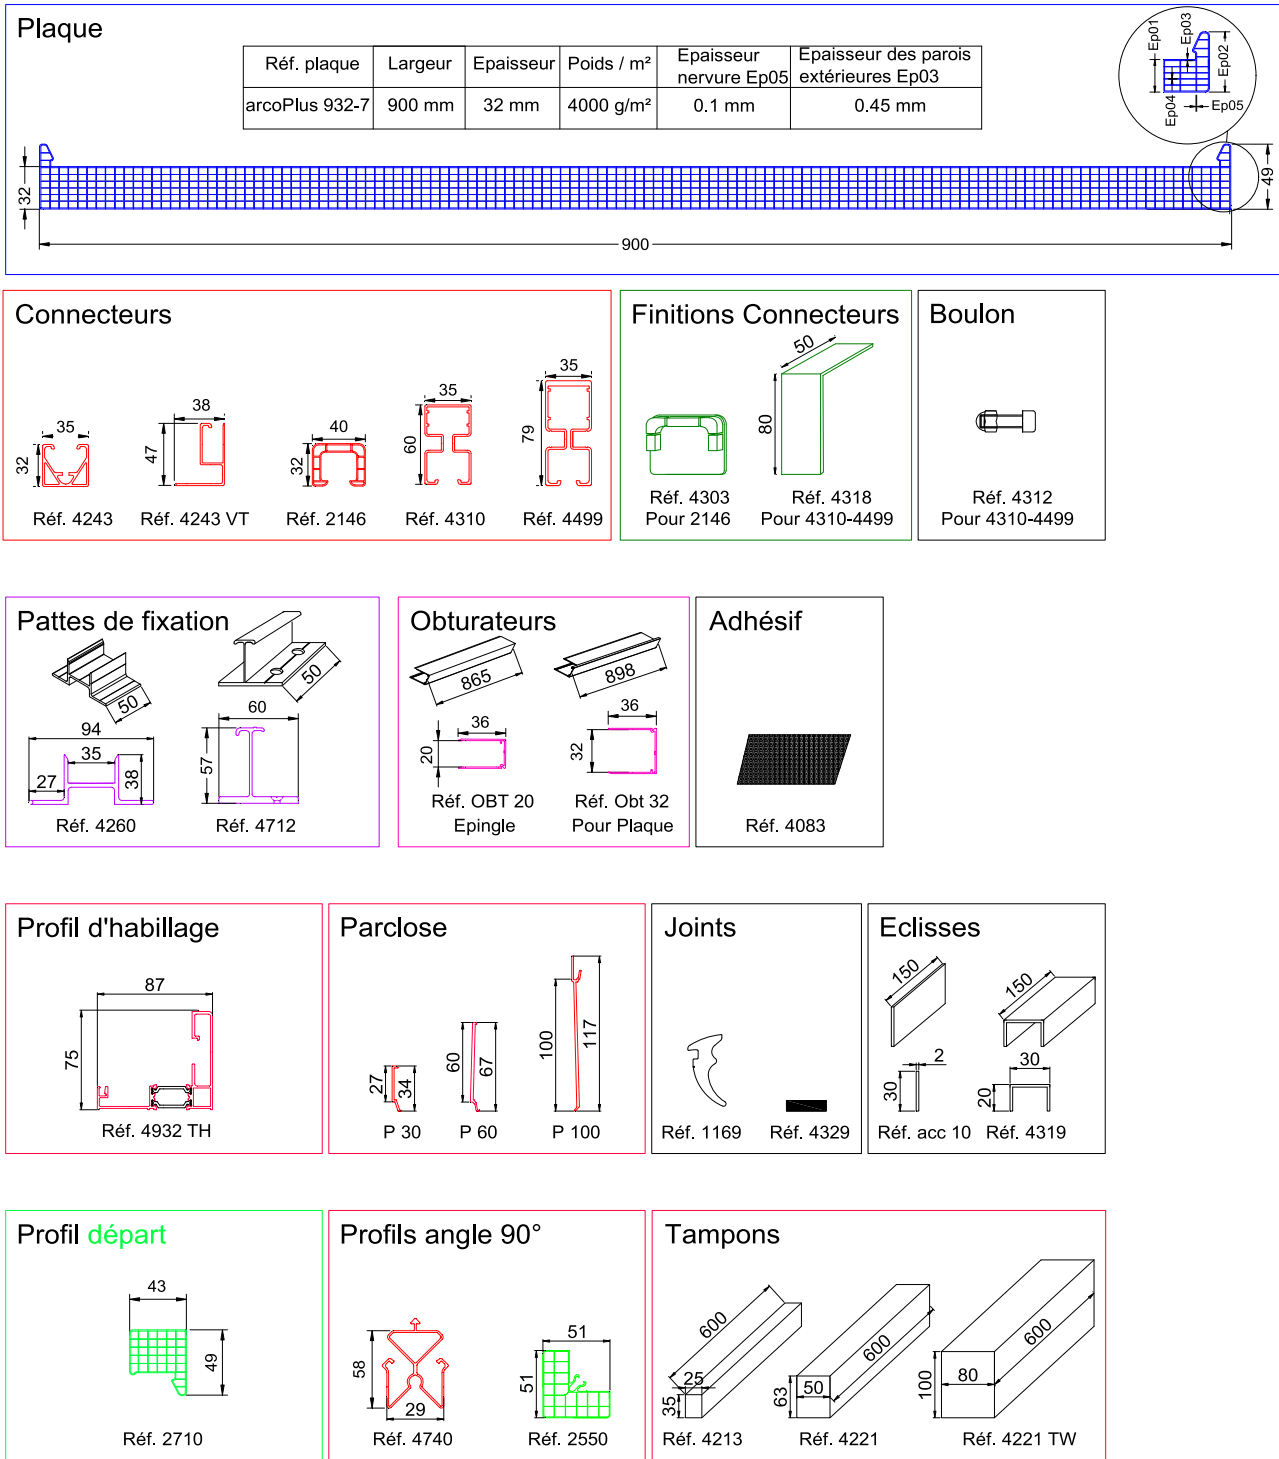 Plaque
Réf. plaque Largeur Epaisseur Poids / m² Epaisseur nervure Ep05 Epaisseur des parois extérieures Ep03
arcoPlus 932-7 900 mm 32 mm 4000 g/m² 0.1 mm 0.45 mm
Ep01 Ep03 Ep02 Ep04 Ep05
32 900 49
Connecteurs
35 32 38 47 40 32 35 60 35 79
Réf. 4243 Réf. 4243 VT Réf. 2146 Réf. 4310 Réf. 4499
Finitions Connecteurs
50 80
Réf. 4303 Réf. 4318
Pour 2146 Pour 4310-4499
Boulon
Réf. 4312
Pour 4310-4499
Pattes de fixation
50 50
94 35 27 38 60 57
Réf. 4260 Réf. 4712
Obturateurs
865 898
36 20 36 32
Réf. OBT 20 Réf. Obt 32
Epingle Pour Plaque
Adhésif
Réf. 4083
Profil d'habillage
87 75
Réf. 4932 TH
Parclose
27 34 60 67 100 117
P 30 P 60 P 100
Joints
Réf. 1169 Réf. 4329
Eclisses
150 150
2 30 30 20
Réf. acc 10 Réf. 4319
Profil départ
43 49
Réf. 2710
Profils angle 90°
58 29 51 51
Réf. 4740 Réf. 2550
Tampons
600 25 35 600 50 63 600 80 100
Réf. 4213 Réf. 4221 Réf. 4221 TW